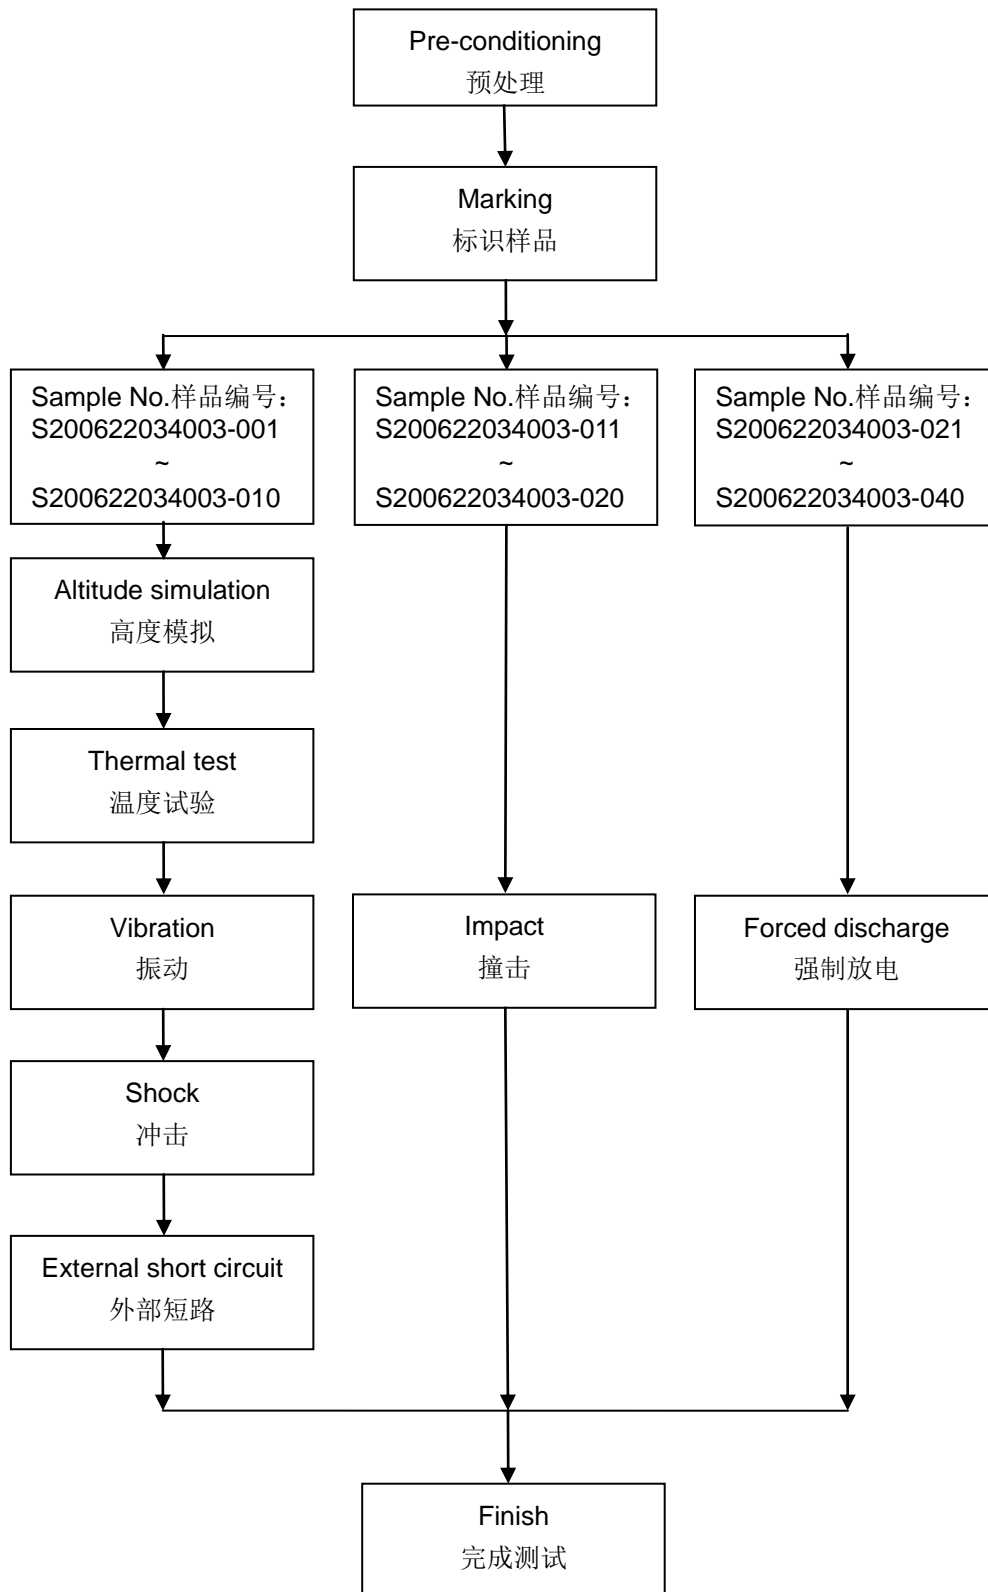 Pre-conditioning
预处理
Marking
标识样品
Sample No.样品编号：
S200622034003-001
~
S200622034003-010
Sample No.样品编号：
S200622034003-011
~
S200622034003-020
Sample No.样品编号：
S200622034003-021
~
S200622034003-040
Altitude simulation
高度模拟
Thermal test
温度试验
Vibration
振动
Impact
撞击
Forced discharge
强制放电
Shock
冲击
External short circuit
外部短路
Finish
完成测试